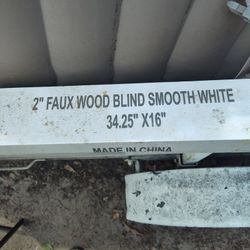 2" FAUX WOOD BLIND SMOOTH WHITE
34.25" X16"
MADE IN CHINA